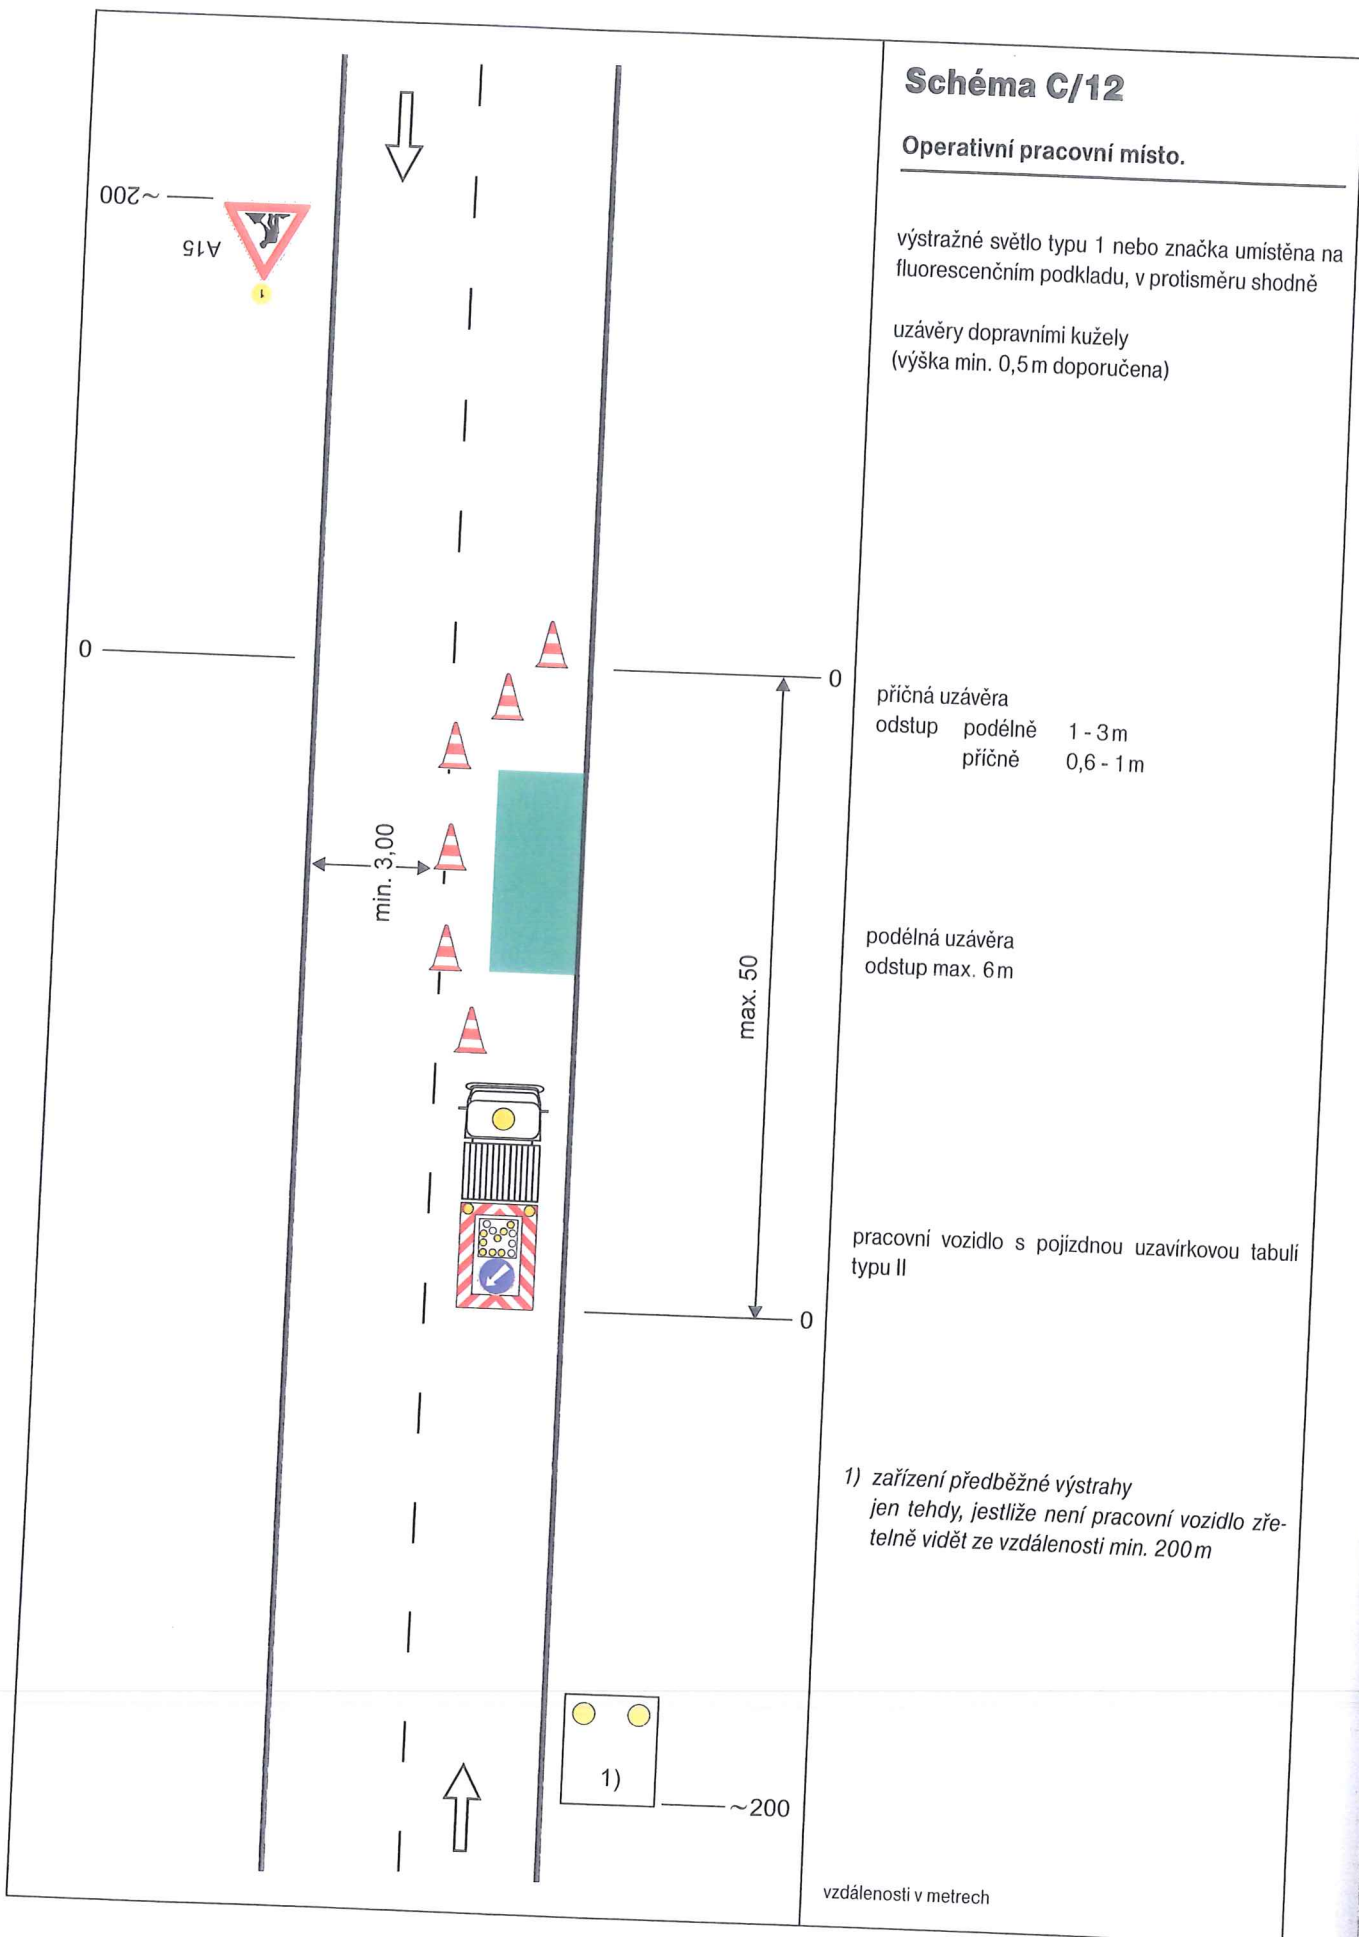 Schéma C/12
Operativní pracovní místo.
~200
A15
1
výstražné světlo typu 1 nebo značka umístěna na
fluorescenčním podkladu, v protisměru shodně
uzávěry dopravními kužely
(výška min. 0,5 m doporučena)
0
0
příčná uzávěra
odstup podélně 1 - 3 m
příčně 0,6 - 1 m
min. 3,00
max. 50
podélná uzávěra
odstup max. 6 m
pracovní vozidlo s pojízdnou uzavírkovou tabulí
typu II
0
1) zařízení předběžné výstrahy
jen tehdy, jestliže není pracovní vozidlo zře-
telně vidět ze vzdálenosti min. 200 m
1)
~200
vzdálenosti v metrech